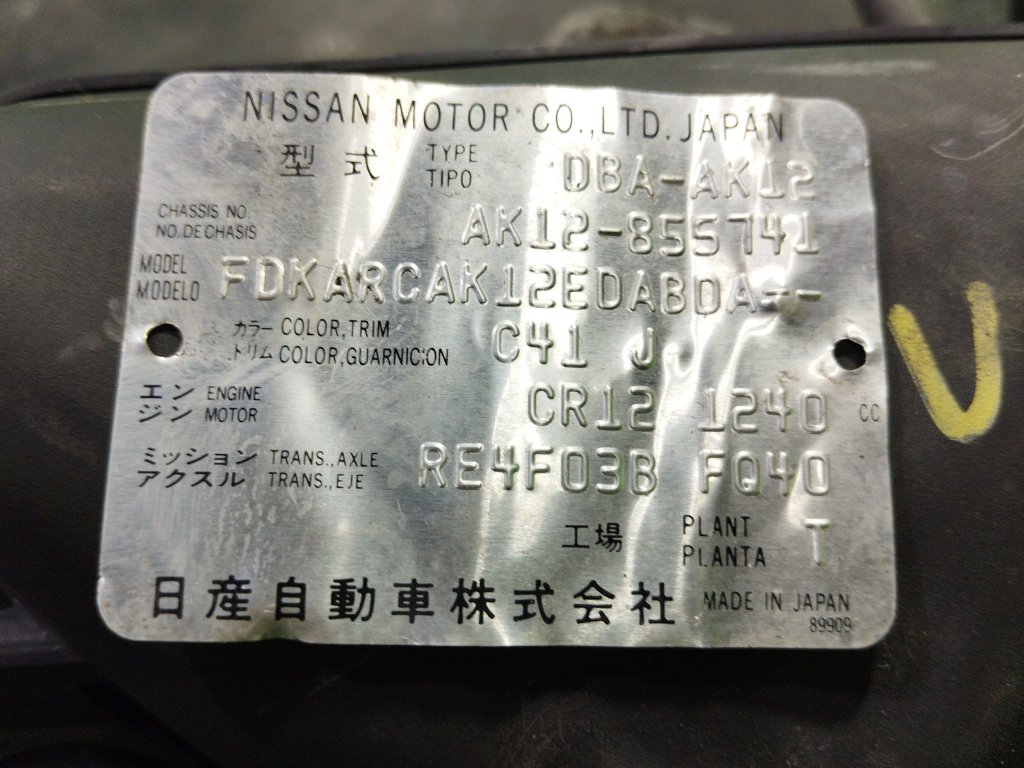 NISSAN MOTOR CO.,LTD. JAPAN
型式 TYPE TIPO DBA-AK12
CHASSIS NO. NO. DE CHASIS AK12-855741
MODEL MODELO FDKARCAK12EDABDA--
カラー COLOR,TRIM
トリム COLOR,GUARNICION C41 J
エンジン ENGINE MOTOR CR12 1240 CC
ミッション TRANS.,AXLE
アクスル TRANS.,EJE RE4F03B FQ40
工場 PLANT PLANTA T
日産自動車株式会社 MADE IN JAPAN
89909
V